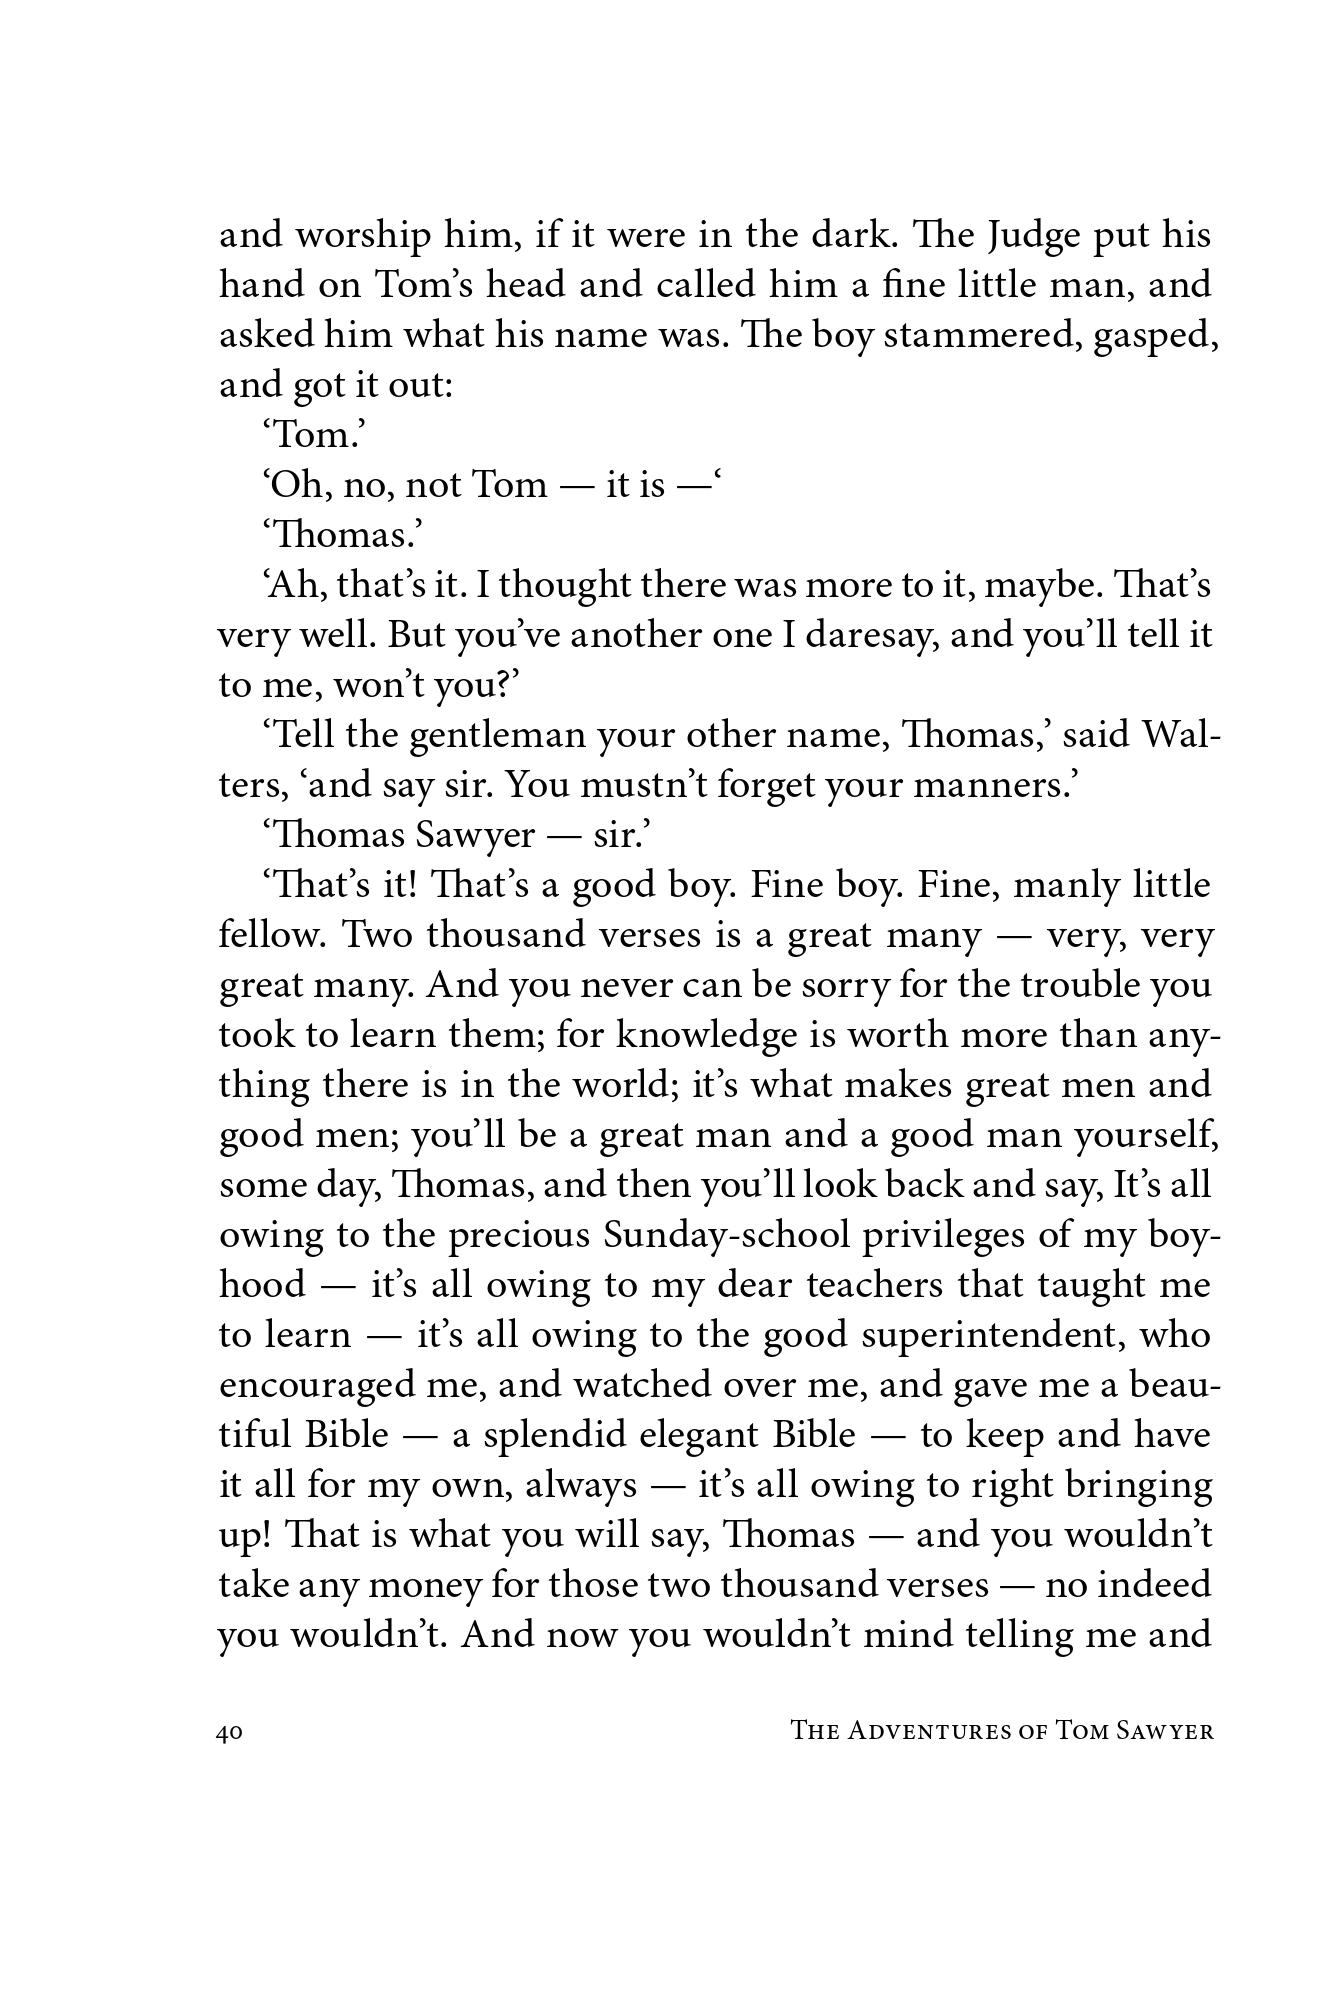 and worship him, if it were in the dark. The Judge put his
hand on Tom’s head and called him a fine little man, and
asked him what his name was. The boy stammered, gasped,
and got it out:
‘Tom.’
‘Oh, no, not Tom — it is —‘
‘Thomas.’
‘Ah, that’s it. I thought there was more to it, maybe. That’s
very well. But you’ve another one I daresay, and you’ll tell it
to me, won’t you?’
‘Tell the gentleman your other name, Thomas,’ said Wal-
ters, ‘and say sir. You mustn’t forget your manners.’
‘Thomas Sawyer — sir.’
‘That’s it! That’s a good boy. Fine boy. Fine, manly little
fellow. Two thousand verses is a great many — very, very
great many. And you never can be sorry for the trouble you
took to learn them; for knowledge is worth more than any-
thing there is in the world; it’s what makes great men and
good men; you’ll be a great man and a good man yourself,
some day, Thomas, and then you’ll look back and say, It’s all
owing to the precious Sunday-school privileges of my boy-
hood — it’s all owing to my dear teachers that taught me
to learn — it’s all owing to the good superintendent, who
encouraged me, and watched over me, and gave me a beau-
tiful Bible — a splendid elegant Bible — to keep and have
it all for my own, always — it’s all owing to right bringing
up! That is what you will say, Thomas — and you wouldn’t
take any money for those two thousand verses — no indeed
you wouldn’t. And now you wouldn’t mind telling me and
40 The Adventures of Tom Sawyer